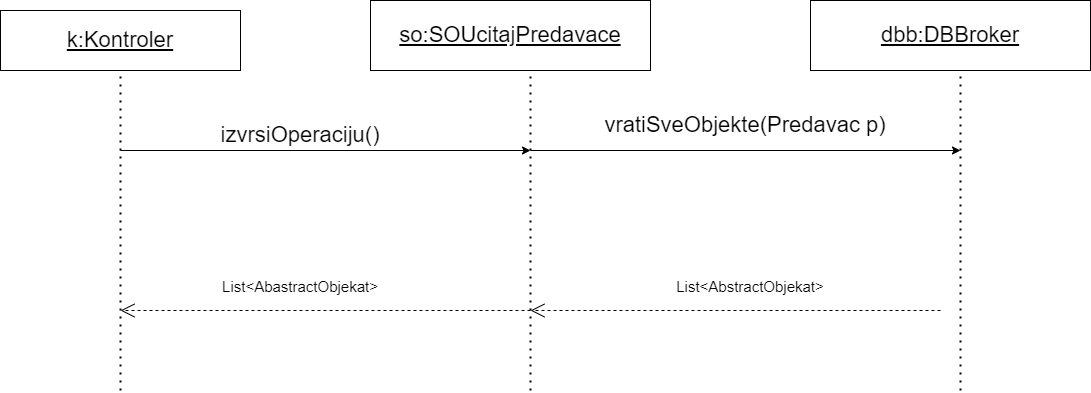 k:Kontroler
so:SOUcitajPredavace
dbb:DBBroker
izvrsiOperaciju()
vratiSveObjekte(Predavac p)
List<AbastractObjekat>
List<AbstractObjekat>